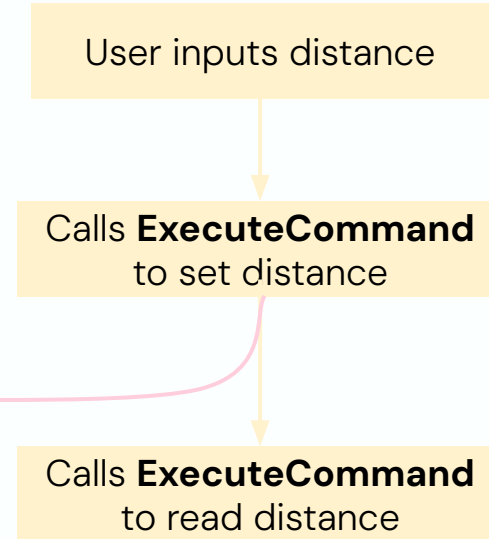 User inputs distance
Calls ExecuteCommand
to set distance
Calls ExecuteCommand
to read distance